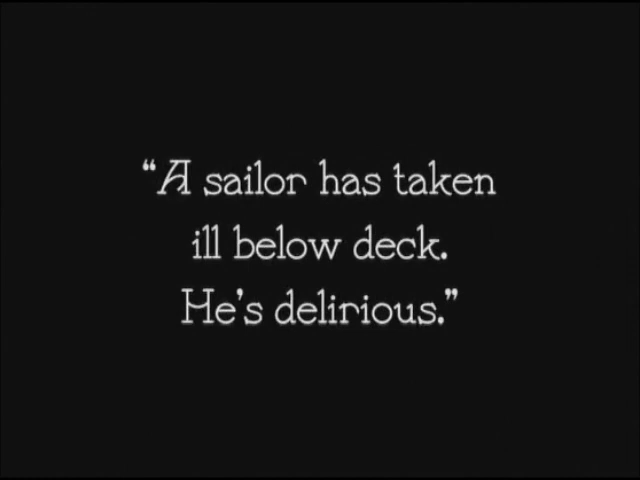 “A sailor has taken
ill below deck.
He’s delirious.”